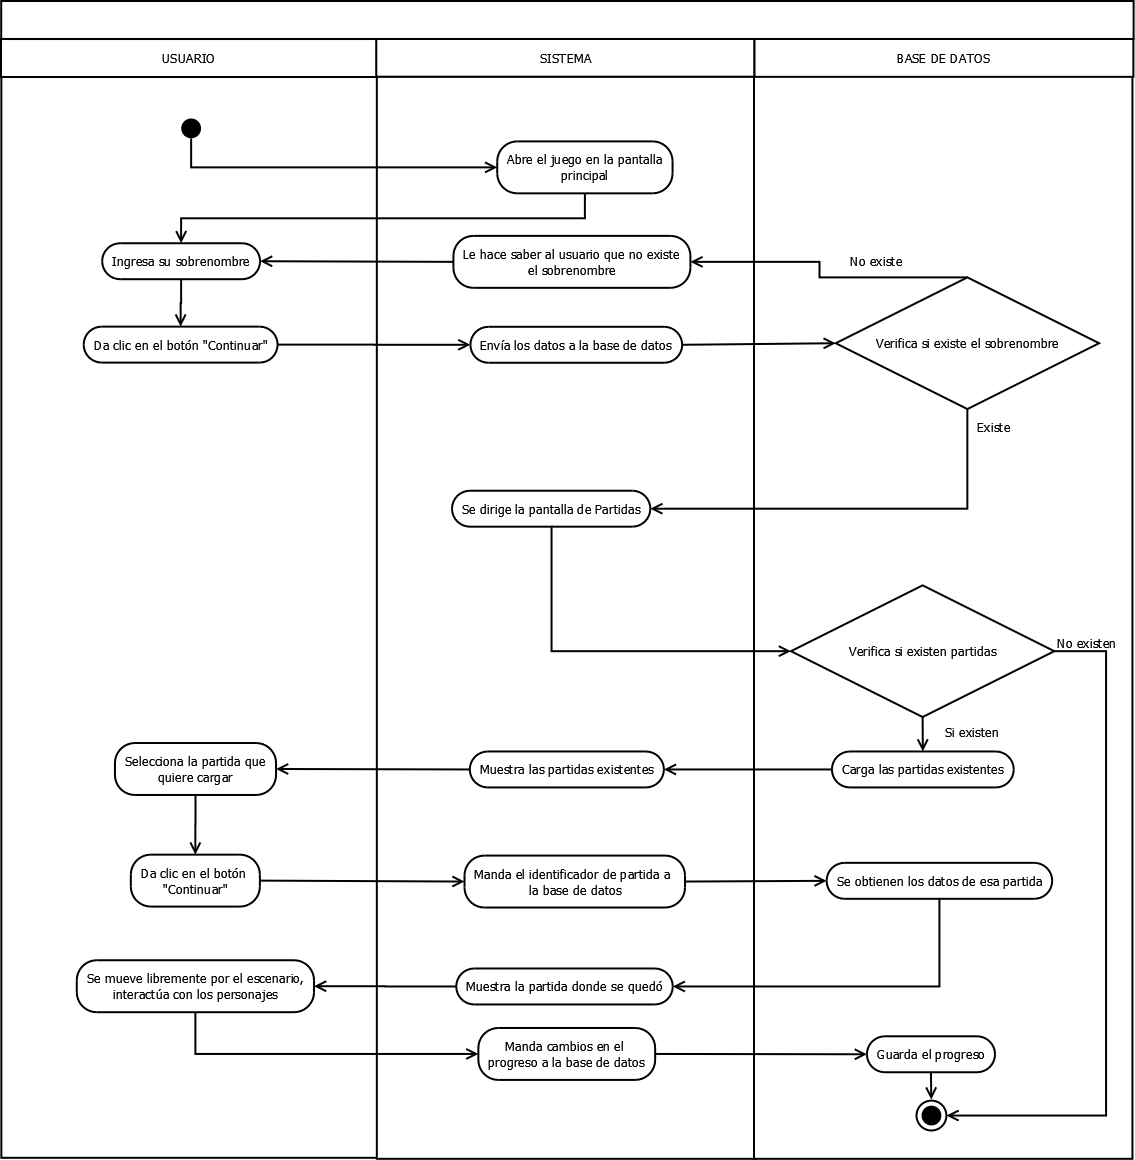 USUARIO
SISTEMA
BASE DE DATOS
Abre el juego en la pantalla
principal
Ingresa su sobrenombre
Le hace saber al usuario que no existe
el sobrenombre
No existe
Da clic en el botón "Continuar"
Envía los datos a la base de datos
Verifica si existe el sobrenombre
Existe
Se dirige la pantalla de Partidas
Verifica si existen partidas
No existen
Si existen
Selecciona la partida que
quiere cargar
Muestra las partidas existentes
Carga las partidas existentes
Da clic en el botón
"Continuar"
Manda el identificador de partida a
la base de datos
Se obtienen los datos de esa partida
Se mueve libremente por el escenario,
interactúa con los personajes
Muestra la partida donde se quedó
Manda cambios en el
progreso a la base de datos
Guarda el progreso